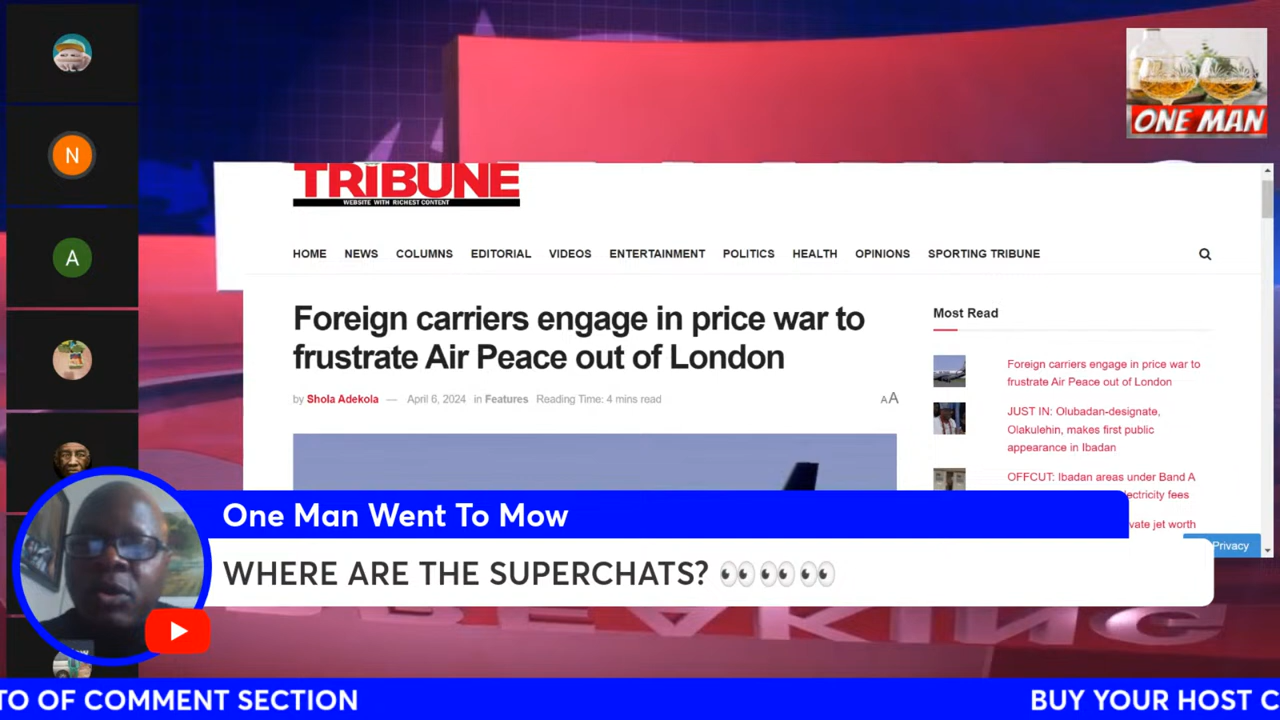 ONE MAN
N
A
TRIBUNE
WEBSITE WITH RICHEST CONTENT
HOME NEWS COLUMNS EDITORIAL VIDEOS ENTERTAINMENT POLITICS HEALTH OPINIONS SPORTING TRIBUNE
Foreign carriers engage in price war to
frustrate Air Peace out of London
by Shola Adekola — April 6, 2024 in Features Reading Time: 4 mins read
AA
Most Read
Foreign carriers engage in price war to
frustrate Air Peace out of London
JUST IN: Olubadan-designate,
Olakulehin, makes first public
appearance in Ibadan
OFFCUT: Ibadan areas under Band A
lectricity fees
vate jet worth
Privacy
One Man Went To Mow
WHERE ARE THE SUPERCHATS? 👀👀👀
TO OF COMMENT SECTION
BUY YOUR HOST C